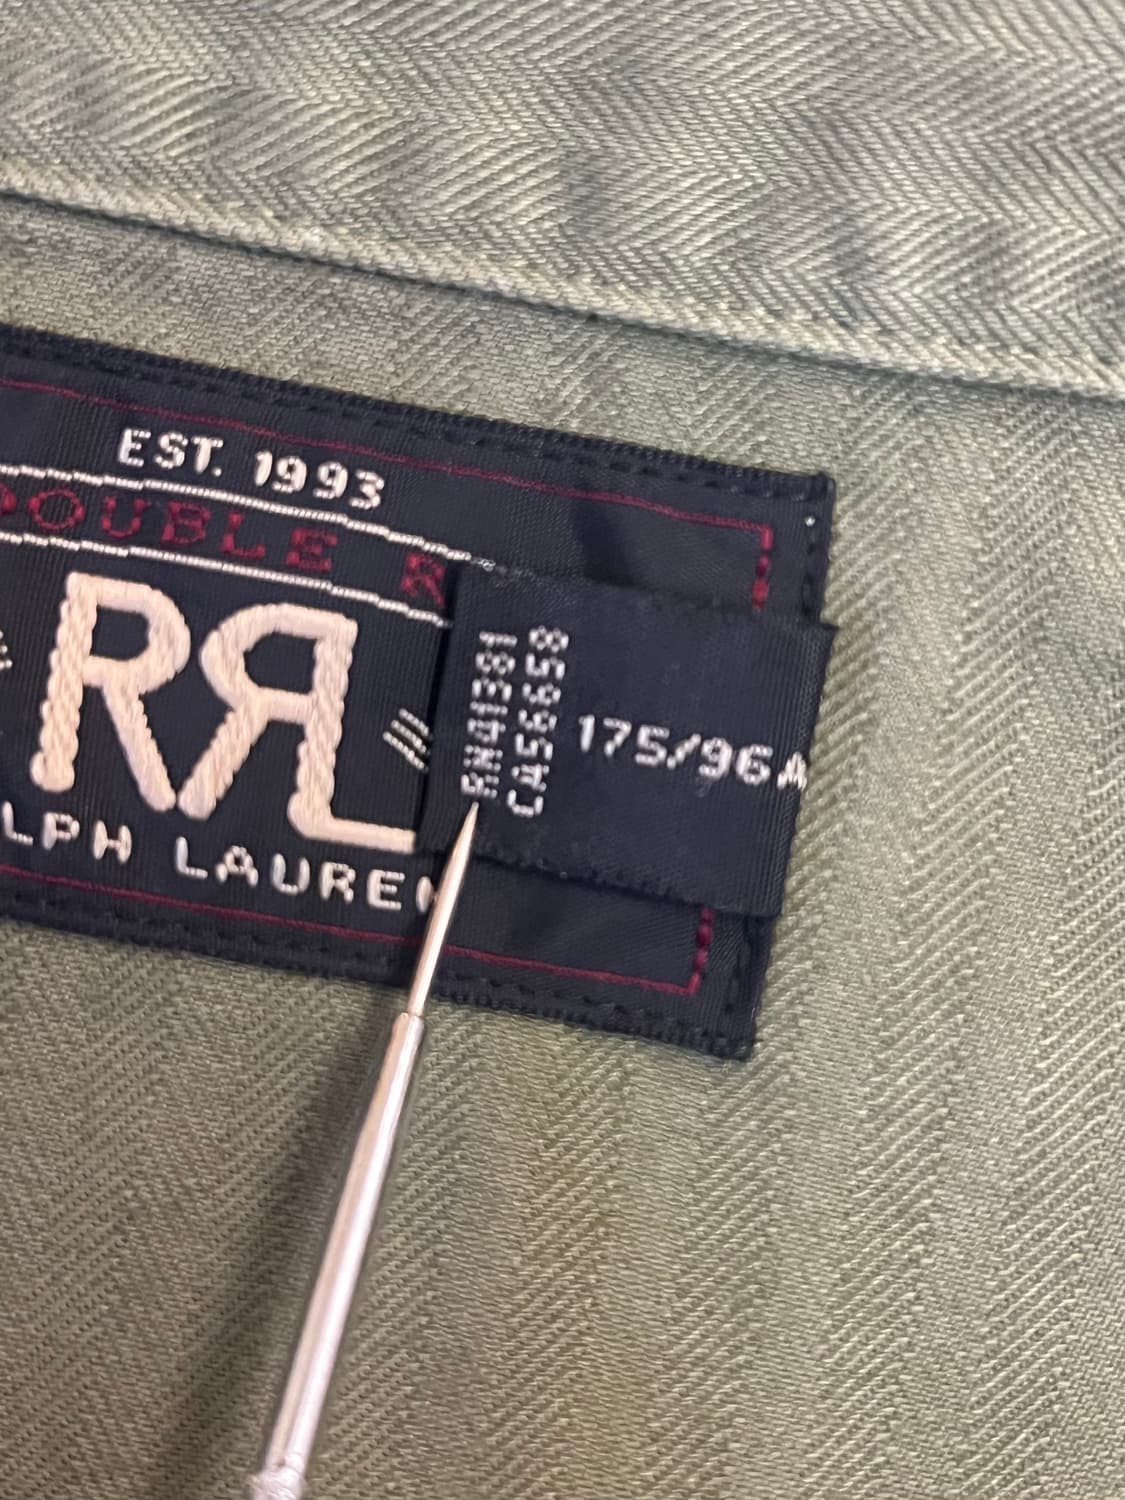 EST. 1993
DOUBLE R
RRL
LPH LAUREN
RN41381
CA56658
175/96A